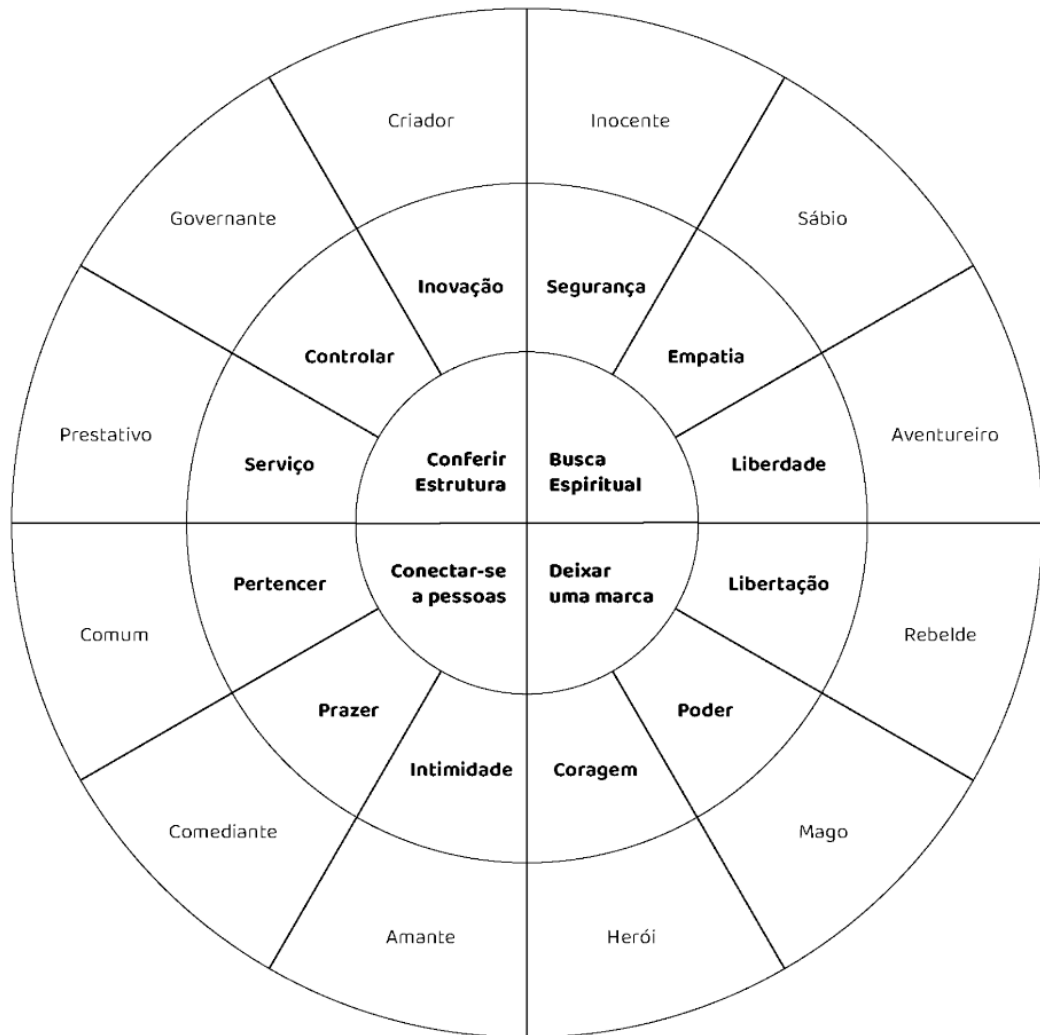 Criador
Inocente
Governante
Sábio
Inovação
Segurança
Controlar
Empatia
Prestativo
Aventureiro
Serviço
Conferir
Estrutura
Busca
Espiritual
Liberdade
Pertencer
Conectar-se
a pessoas
Deixar
uma marca
Libertação
Comum
Rebelde
Prazer
Poder
Intimidade
Coragem
Comediante
Mago
Amante
Herói